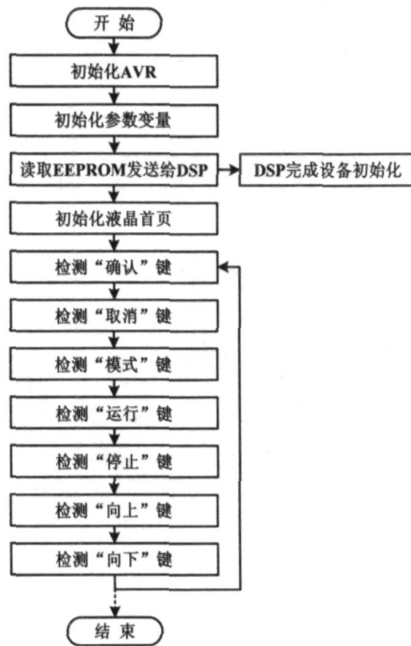 开 始
初始化AVR
初始化参数变量
读取EEPROM发送给DSP
DSP完成设备初始化
初始化液晶首页
检测“确认”键
检测“取消”键
检测“模式”键
检测“运行”键
检测“停止”键
检测“向上”键
检测“向下”键
结 束